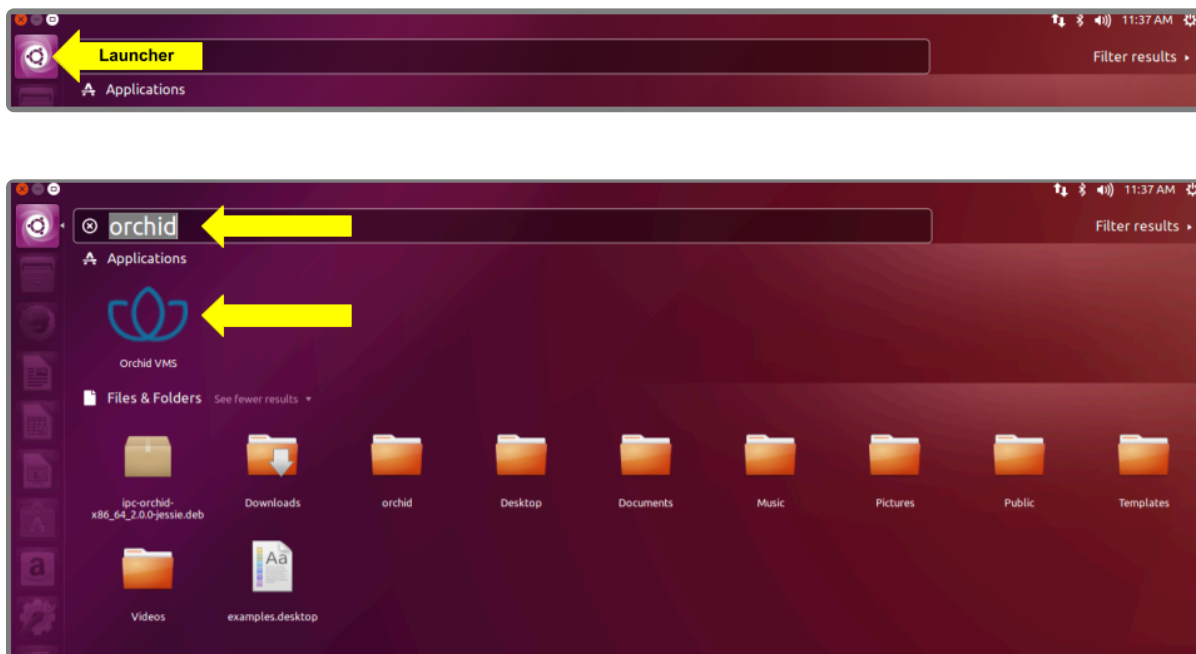 11:37 AM
Launcher
Filter results
Applications
11:37 AM
orchid
Filter results
Applications
Orchid VMS
Files & Folders See fewer results
ipc-orchid-
x86_64_2.0.0-jessie.deb
Downloads
orchid
Desktop
Documents
Music
Pictures
Public
Templates
Aa
Videos
examples.desktop